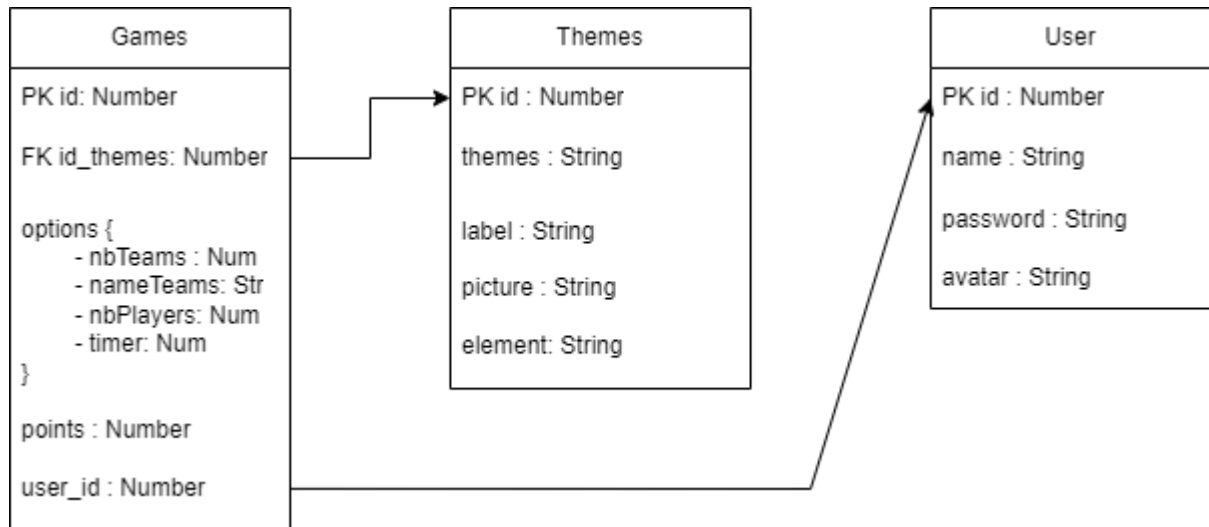 Games
PK id: Number
FK id_themes: Number
options {
- nbTeams : Num
- nameTeams: Str
- nbPlayers: Num
- timer: Num
}
points : Number
user_id : Number
Themes
PK id : Number
themes : String
label : String
picture : String
element: String
User
PK id : Number
name : String
password : String
avatar : String